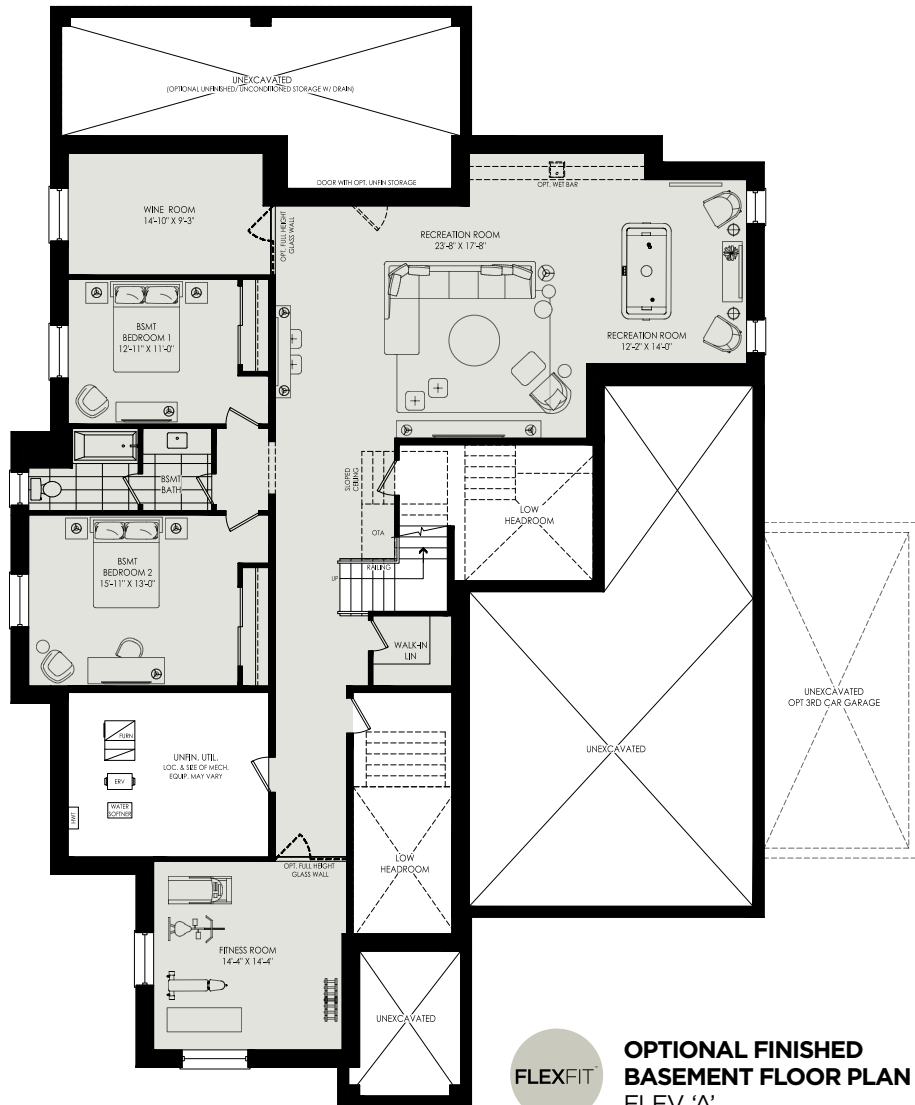 UNEXCAVATED
(OPTIONAL UNFINISHED/ UNCONDITIONED STORAGE W/ DRAIN)
DOOR WITH OPT. UNFIN STORAGE
OPT. WET BAR
WINE ROOM
14'-10" X 9'-3"
OPT. FULL HEIGHT
GLASS WALL
RECREATION ROOM
23'-8" X 17'-8"
BSMT
BEDROOM 1
12'-11" X 11'-0"
RECREATION ROOM
12'-2" X 14'-0"
BSMT
BATH
SLOPED
CEILING
LOW
HEADROOM
OTA
RAILING
UP
BSMT
BEDROOM 2
15'-11" X 13'-0"
WALK-IN
LIN
UNEXCAVATED
OPT 3RD CAR GARAGE
UNEXCAVATED
FURN
ERV
WATER
SOFTNER
HWT
UNFIN. UTIL.
LOC. & SIZE OF MECH.
EQUIP. MAY VARY
LOW
HEADROOM
OPT. FULL HEIGHT
GLASS WALL
FITNESS ROOM
14'-4" X 14'-4"
UNEXCAVATED
FLEXFIT™
OPTIONAL FINISHED
BASEMENT FLOOR PLAN
ELEV. 'A'